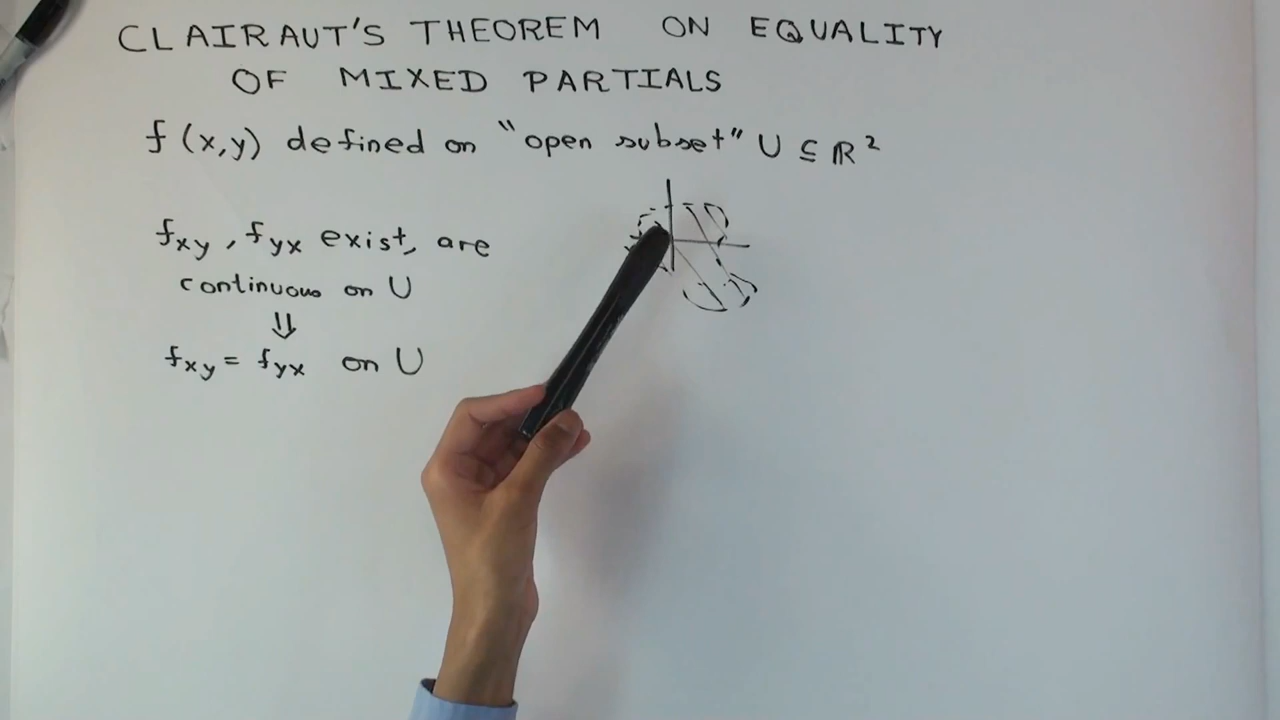 CLAIRAUT'S THEOREM ON EQUALITY
OF MIXED PARTIALS
f(x,y) defined on "open subset" U ⊆ ℝ²
fxy, fyx exist, are
continuous on U
⇓
fxy = fyx on U